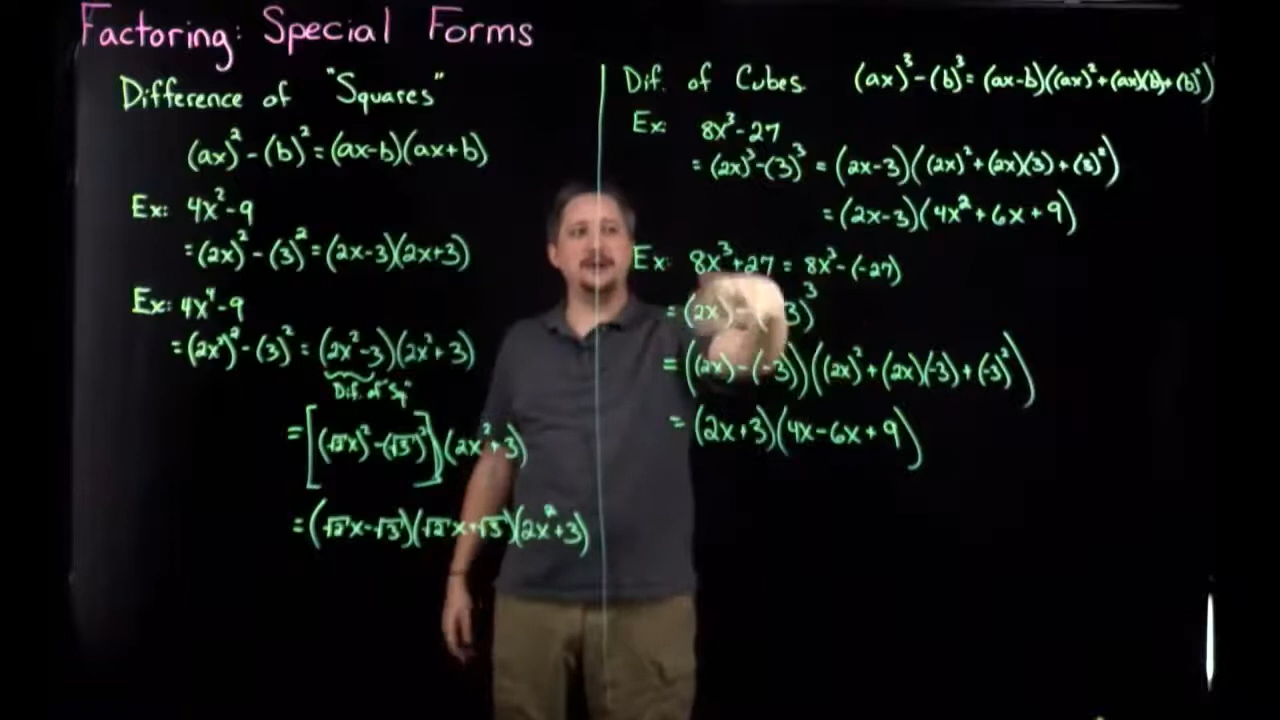 Factoring: Special Forms
Difference of "Squares"
(ax)² - (b)² = (ax-b)(ax+b)
Ex: 4x² - 9
= (2x)² - (3)² = (2x-3)(2x+3)
Ex: 4x⁴ - 9
= (2x²)² - (3)² = (2x²-3)(2x²+3)
Dif. of Sq"
= [(√2x)² - (√3)²](2x²+3)
= (√2x-√3)(√2x+√3)(2x²+3)
Dif. of Cubes (ax)³ - (b)³ = (ax-b)((ax)² + (ax)(b) + (b)²)
Ex: 8x³ - 27
= (2x)³ - (3)³ = (2x-3)((2x)² + (2x)(3) + (3)²)
= (2x-3)(4x² + 6x + 9)
Ex: 8x³ + 27 = 8x³ - (-27)
= (2x) - ( 3)³
= ((2x) - (-3))((2x)² + (2x)(-3) + (-3)²)
= (2x+3)(4x - 6x + 9)